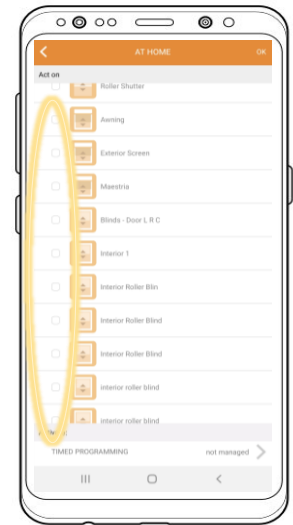 AT HOME OK
Act on
Roller Shutter
Awning
Exterior Screen
Maestria
Blinds - Door L R C
Interior 1
Interior Roller Blin
Interior Roller Blind
Interior Roller Blind
interior roller blind
interior roller blind
TIMED PROGRAMMING not managed